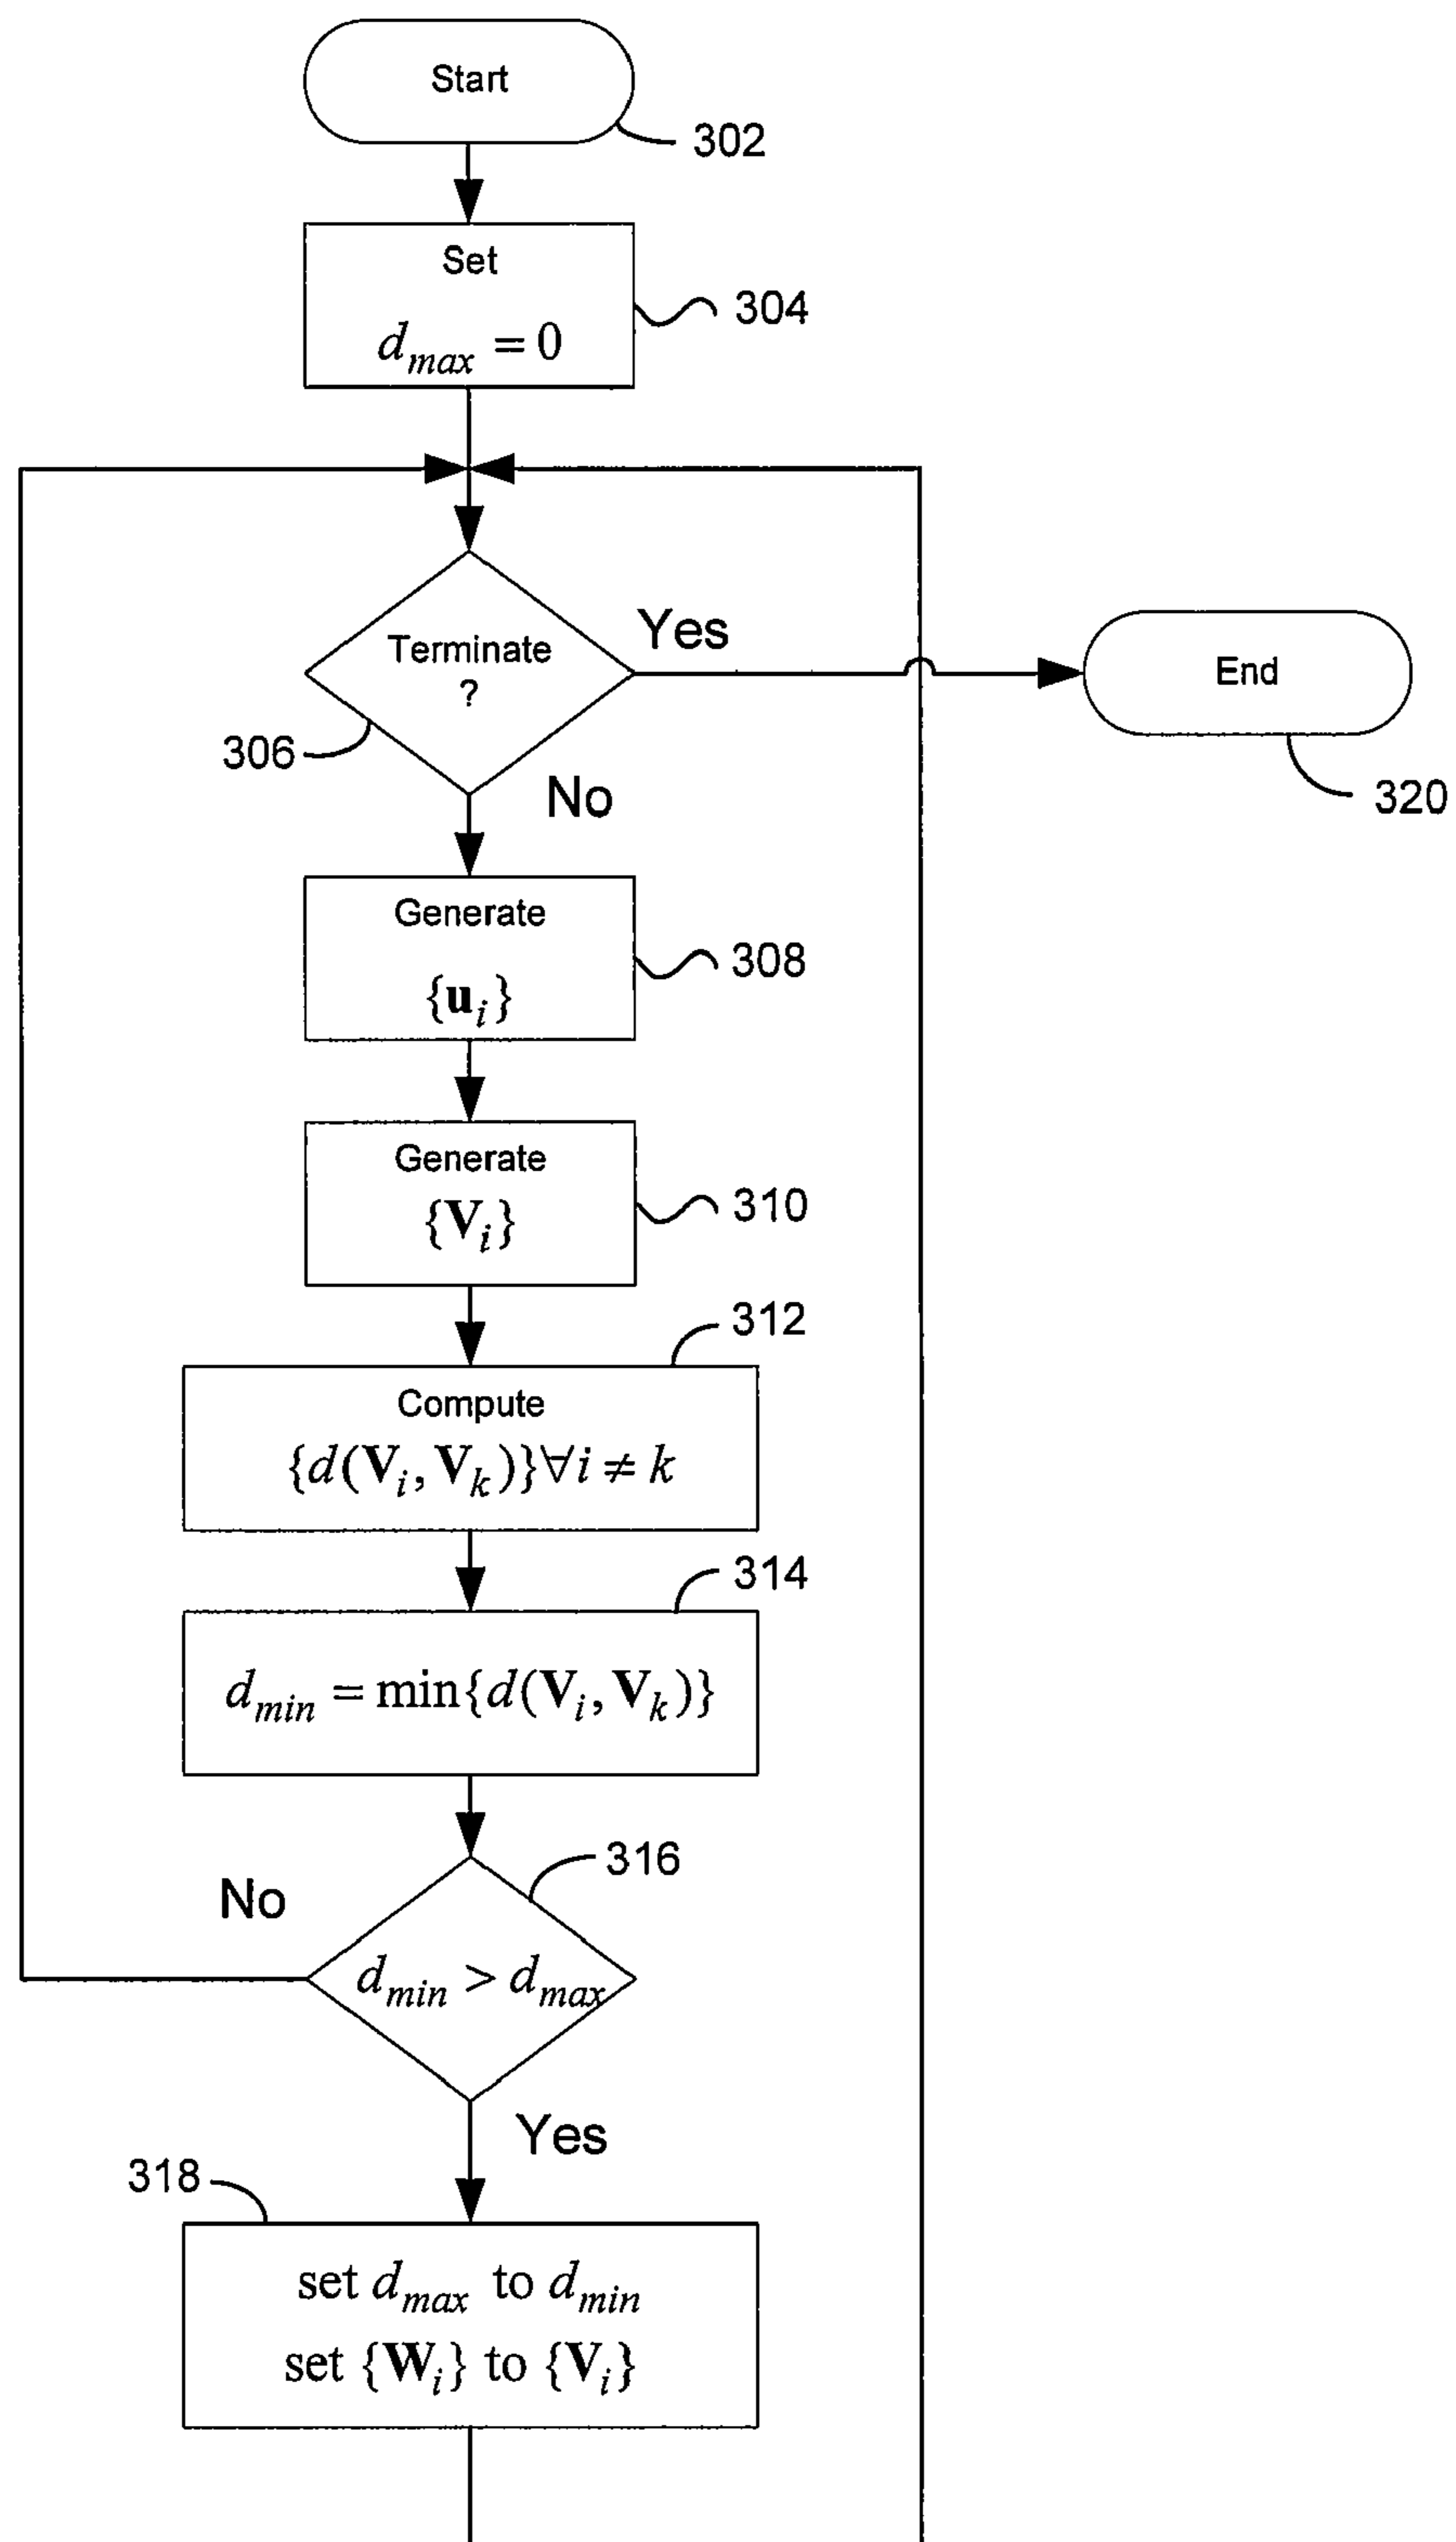 Start
302
Set
d_max = 0
304
Terminate
?
Yes
306
No
End
320
Generate
{u_i}
308
Generate
{V_i}
310
312
Compute
{d(V_i, V_k)}∀i ≠ k
314
d_min = min{d(V_i, V_k)}
316
No
d_min > d_max
Yes
318
set d_max to d_min
set {W_i} to {V_i}